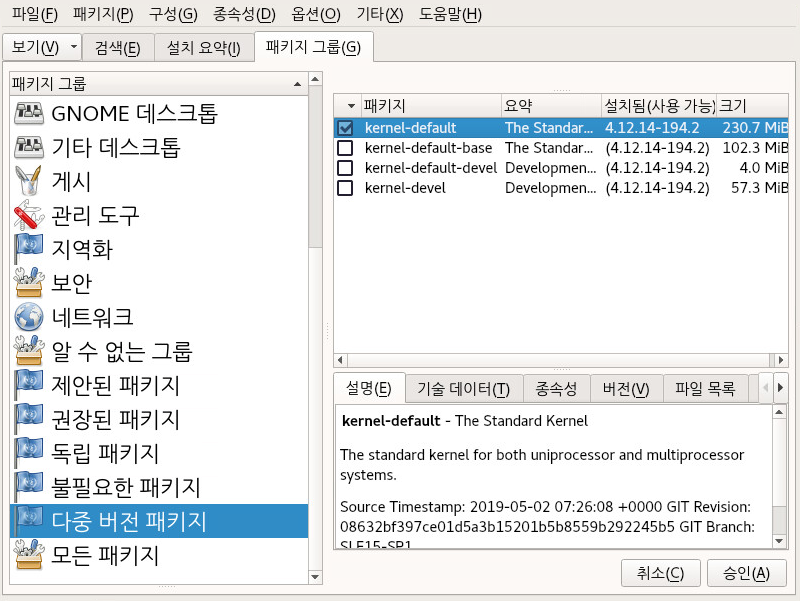 파일(F) 패키지(P) 구성(G) 종속성(D) 옵션(O) 기타(X) 도움말(H)
보기(V) 검색(E) 설치 요약(I) 패키지 그룹(G)
패키지 그룹
GNOME 데스크톱
기타 데스크톱
게시
관리 도구
지역화
보안
네트워크
알 수 없는 그룹
제안된 패키지
권장된 패키지
독립 패키지
불필요한 패키지
다중 버전 패키지
모든 패키지
패키지 요약 설치됨(사용 가능) 크기
kernel-default The Standar... 4.12.14-194.2 230.7 MiB
kernel-default-base The Standar... (4.12.14-194.2) 102.3 MiB
kernel-default-devel Developmen... (4.12.14-194.2) 4.0 MiB
kernel-devel Developmen... (4.12.14-194.2) 57.3 MiB
설명(E) 기술 데이터(T) 종속성 버전(V) 파일 목록
kernel-default - The Standard Kernel
The standard kernel for both uniprocessor and multiprocessor
systems.
Source Timestamp: 2019-05-02 07:26:08 +0000 GIT Revision:
08632bf397ce01d5a3b15201b5b8559b292245b5 GIT Branch:
SLE15-SP1
취소(C) 승인(A)